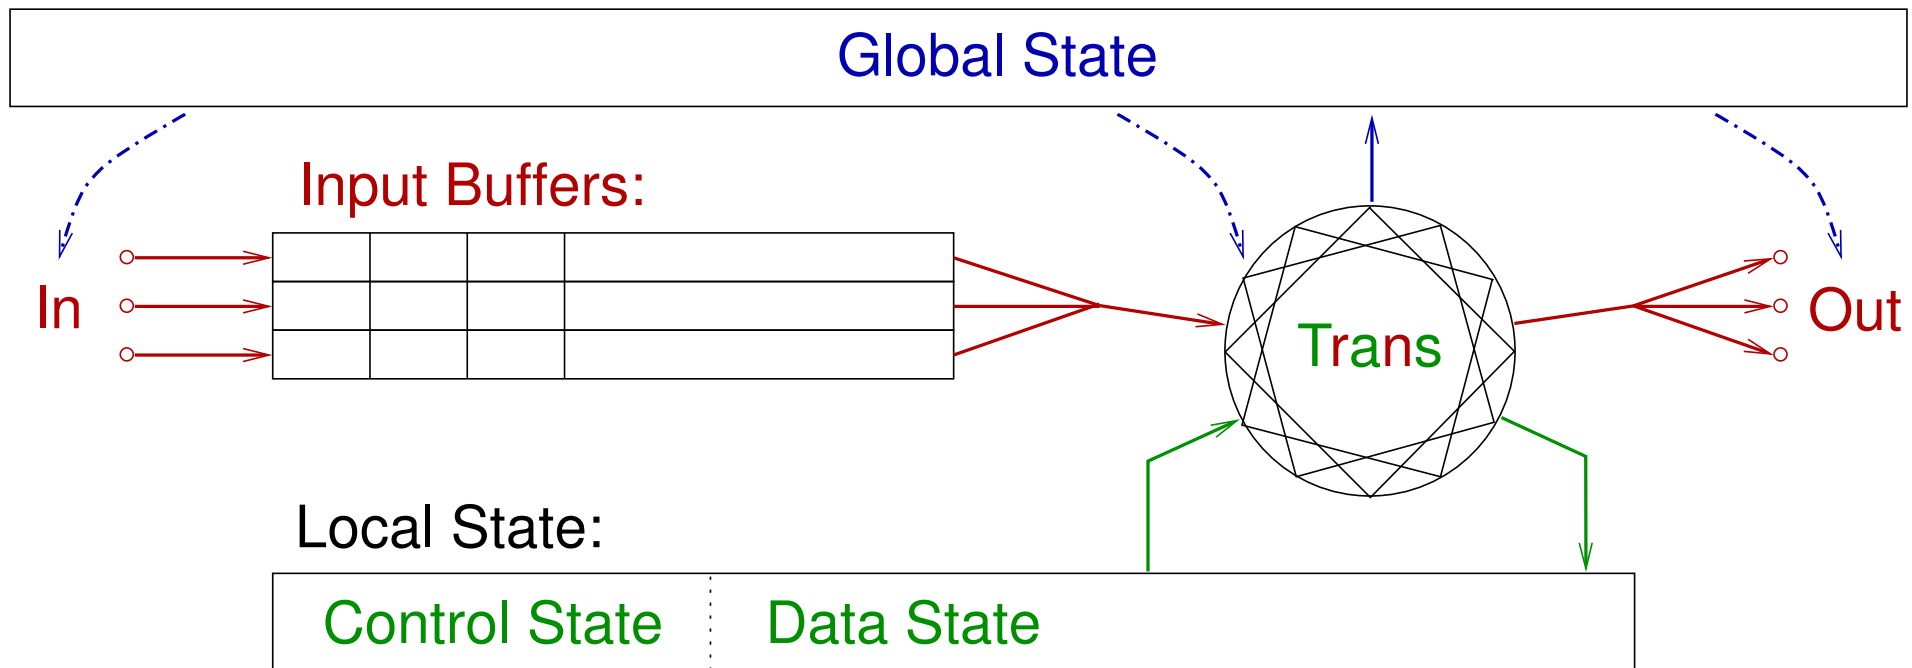 Global State
Input Buffers:
In
Trans
Out
Local State:
Control State
Data State